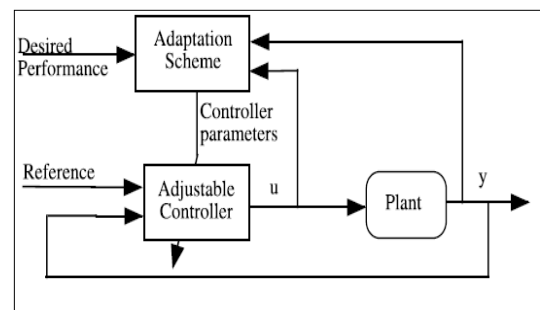 Desired
Performance
Adaptation
Scheme
Controller
parameters
Reference
Adjustable
Controller
u
Plant
y